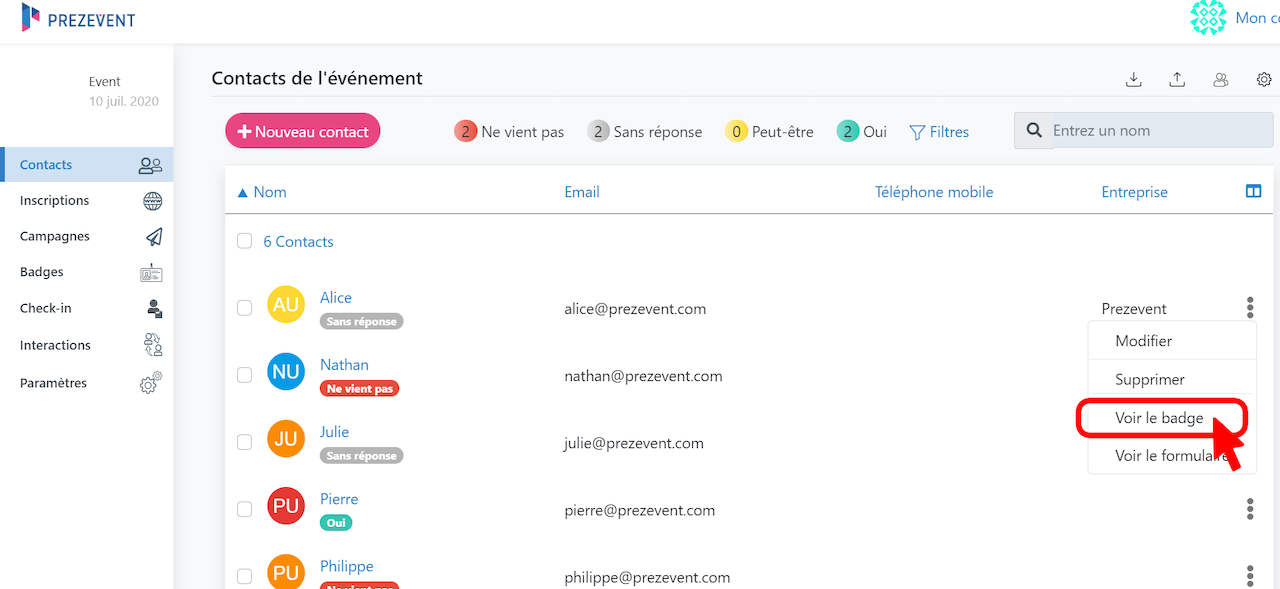 PREZEVENT
Mon c
Event
10 juil. 2020
Contacts
Inscriptions
Campagnes
Badges
Check-in
Interactions
Paramètres
Contacts de l'événement
+ Nouveau contact
2 Ne vient pas
2 Sans réponse
0 Peut-être
2 Oui
Filtres
Entrez un nom
▲ Nom Email Téléphone mobile Entreprise
6 Contacts
AU Alice alice@prezevent.com Prezevent
Sans réponse
NU Nathan nathan@prezevent.com
Ne vient pas
JU Julie julie@prezevent.com
Sans réponse
PU Pierre pierre@prezevent.com
Oui
PU Philippe philippe@prezevent.com
Ne vient pas
Modifier
Supprimer
Voir le badge
Voir le formulaire